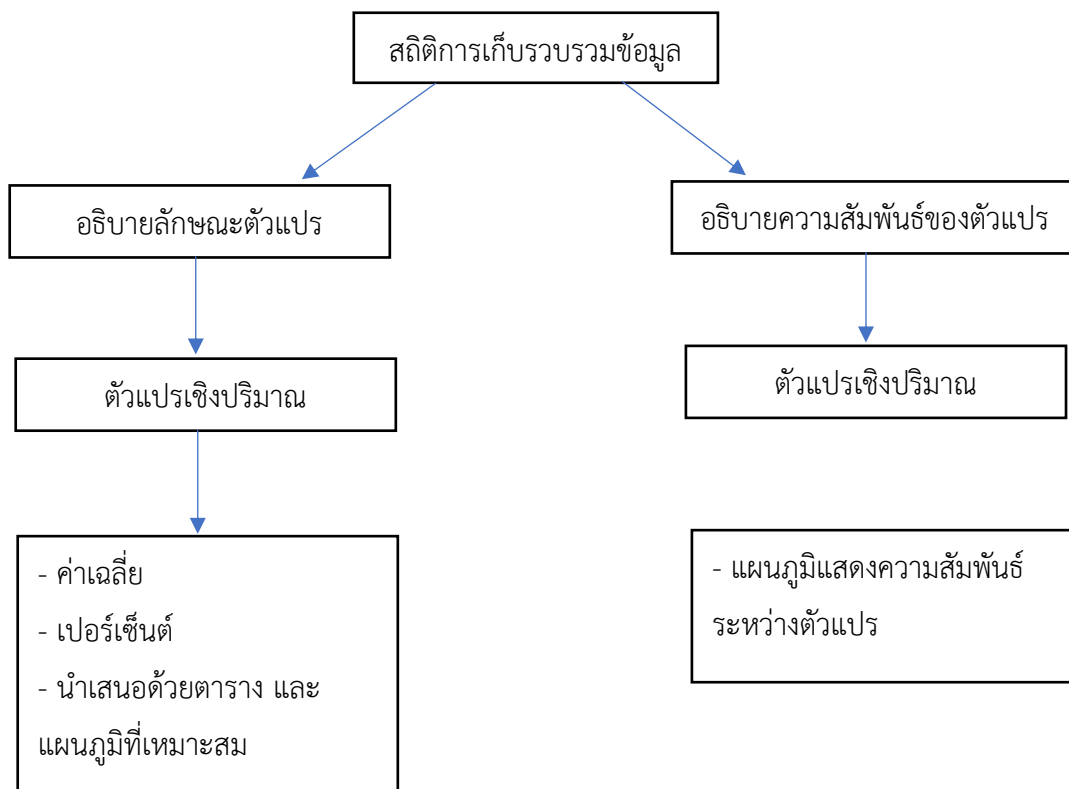 สถิติการเก็บรวบรวมข้อมูล
อธิบายลักษณะตัวแปร
อธิบายความสัมพันธ์ของตัวแปร
ตัวแปรเชิงปริมาณ
ตัวแปรเชิงปริมาณ
- ค่าเฉลี่ย
- เปอร์เซ็นต์
- นำเสนอด้วยตาราง และ
แผนภูมิที่เหมาะสม
- แผนภูมิแสดงความสัมพันธ์
ระหว่างตัวแปร